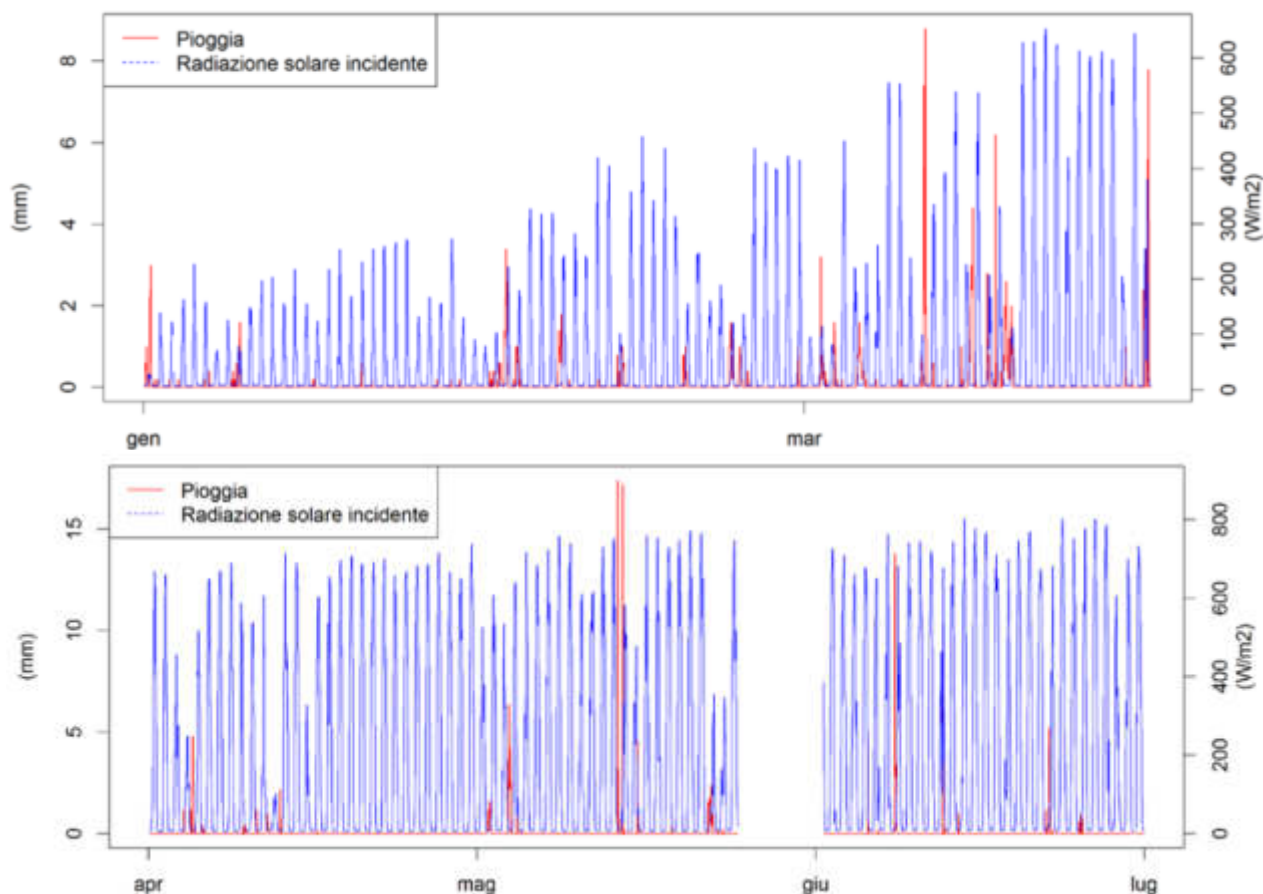 Pioggia
Radiazione solare incidente
8
6
4
2
0
(mm)
600
500
400
300
200
100
0
(W/m2)
gen
mar
Pioggia
Radiazione solare incidente
15
10
5
0
(mm)
800
600
400
200
0
(W/m2)
apr
mag
giu
lug